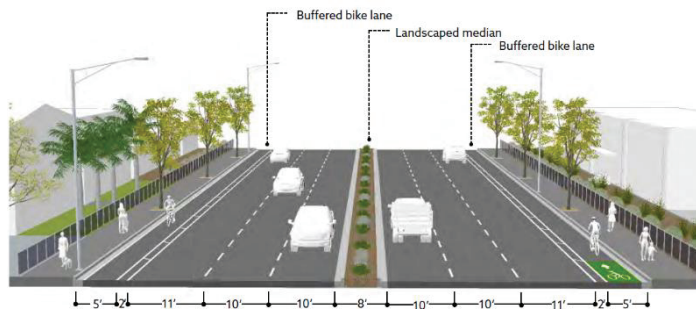 Buffered bike lane
Landscaped median
Buffered bike lane
5' 2' 11' 10' 10' 8' 10' 10' 11' 2' 5'